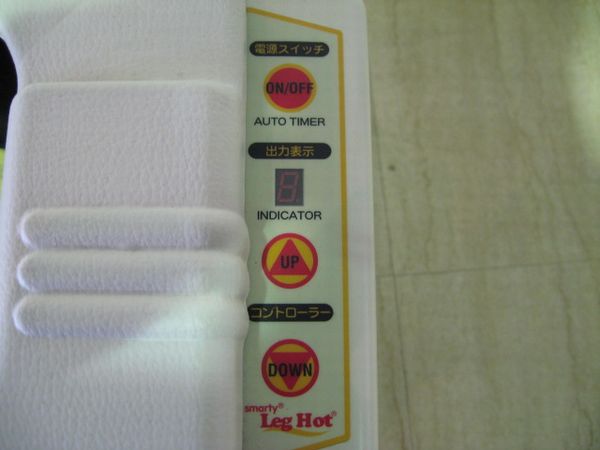 電源スイッチ
ON/OFF
AUTO TIMER
出力表示
8
INDICATOR
UP
コントローラー
DOWN
smarty®
Leg Hot®